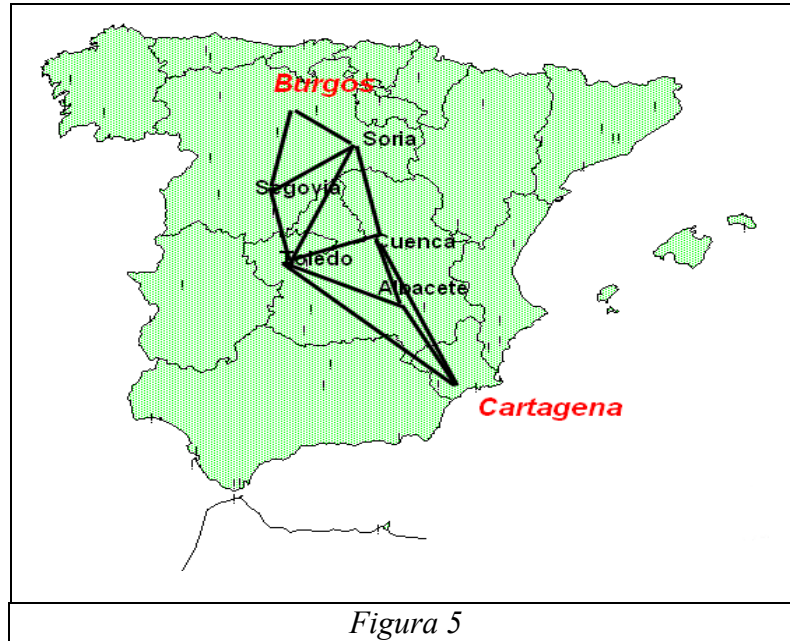 Burgos
Soria
Segovia
Cuenca
Toledo
Albacete
Cartagena
Figura 5